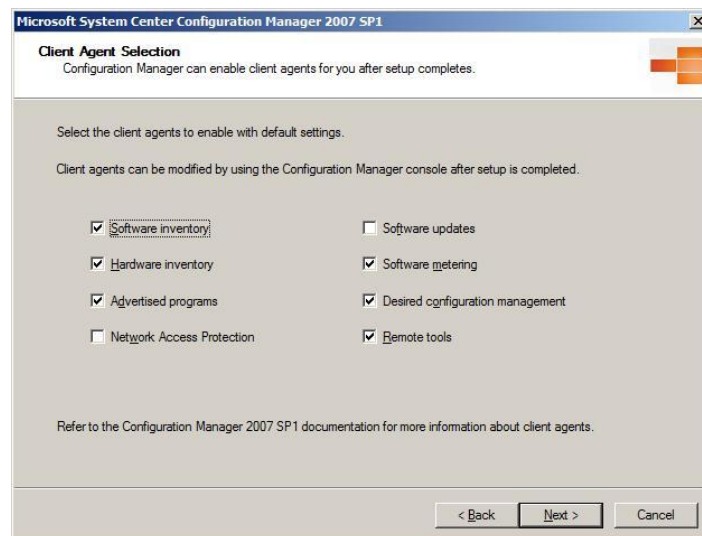 Microsoft System Center Configuration Manager 2007 SP1
Client Agent Selection
Configuration Manager can enable client agents for you after setup completes.
Select the client agents to enable with default settings.
Client agents can be modified by using the Configuration Manager console after setup is completed.
Software inventory
Software updates
Hardware inventory
Software metering
Advertised programs
Desired configuration management
Network Access Protection
Remote tools
Refer to the Configuration Manager 2007 SP1 documentation for more information about client agents.
< Back
Next >
Cancel